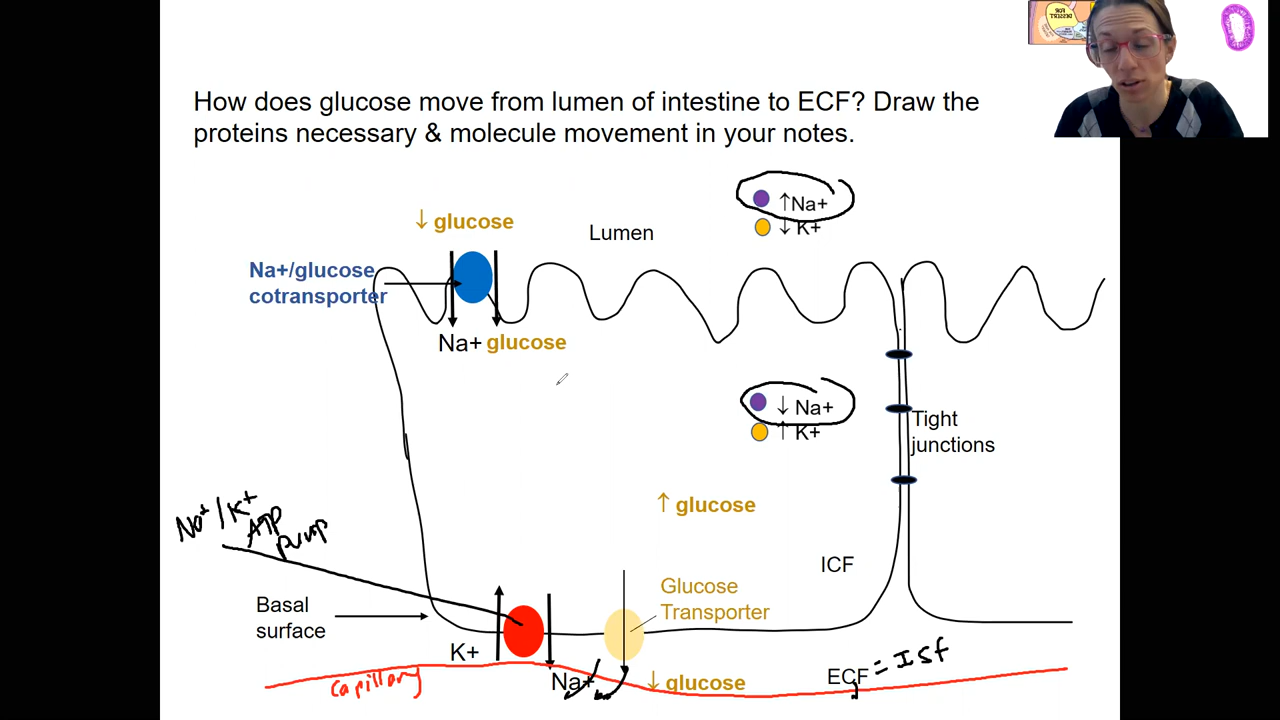 How does glucose move from lumen of intestine to ECF? Draw the
proteins necessary & molecule movement in your notes.
↓ glucose
Lumen
↑Na+
↓ K+
Na+/glucose
cotransporter
Na+ glucose
↓ Na+
↑ K+
Tight
junctions
↑ glucose
Na+/K+
ATP
pump
ICF
Glucose
Transporter
Basal
surface
K+
Na+
↓ glucose
ECF = ISF
capillary
FOR
DESSERT